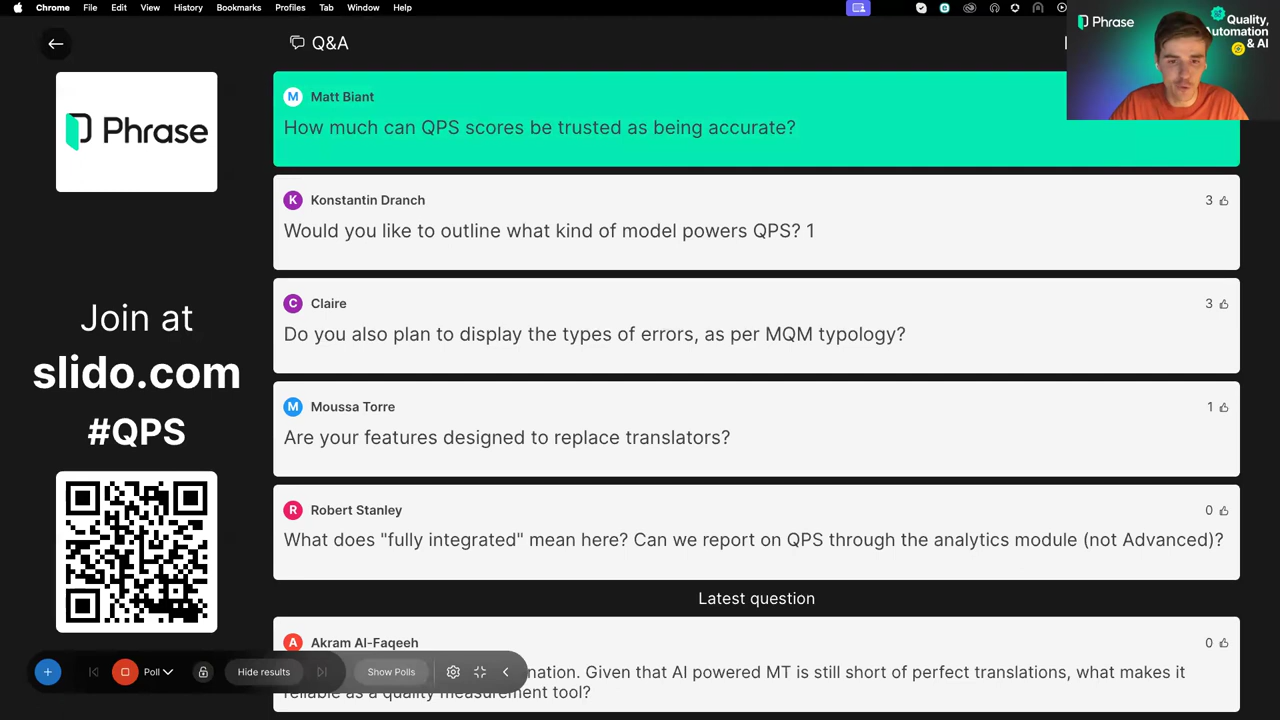 Chrome File Edit View History Bookmarks Profiles Tab Window Help
Phrase
Quality,
Automation
& AI
Q&A
Phrase
Join at
slido.com
#QPS
M Matt Biant
How much can QPS scores be trusted as being accurate?
K Konstantin Dranch 3
Would you like to outline what kind of model powers QPS? 1
C Claire 3
Do you also plan to display the types of errors, as per MQM typology?
M Moussa Torre 1
Are your features designed to replace translators?
R Robert Stanley 0
What does "fully integrated" mean here? Can we report on QPS through the analytics module (not Advanced)?
Latest question
A Akram Al-Faqeeh 0
nation. Given that AI powered MT is still short of perfect translations, what makes it
reliable as a quality measurement tool?
Poll Hide results Show Polls